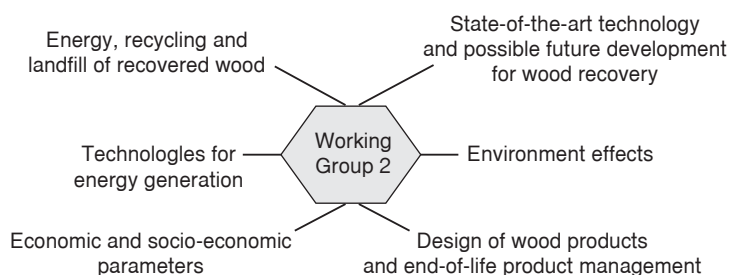 Energy, recycling and
landfill of recovered wood
State-of-the-art technology
and possible future development
for wood recovery
Working
Group 2
Technologies for
energy generation
Environment effects
Economic and socio-economic
parameters
Design of wood products
and end-of-life product management